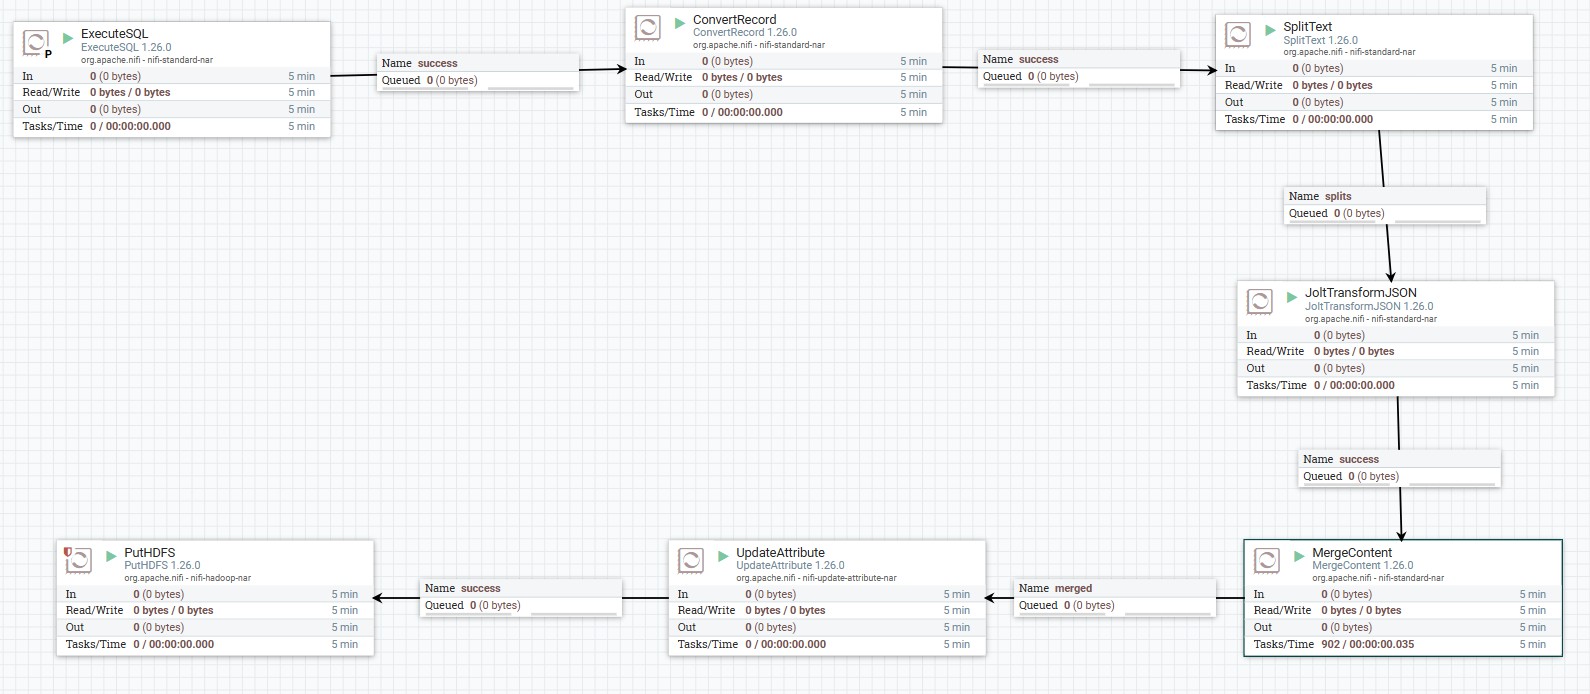 ExecuteSQL
ExecuteSQL 1.26.0
org.apache.nifi - nifi-standard-nar
P
In 0 (0 bytes) 5 min
Read/Write 0 bytes / 0 bytes 5 min
Out 0 (0 bytes) 5 min
Tasks/Time 0 / 00:00:00.000 5 min
Name success
Queued 0 (0 bytes)
ConvertRecord
ConvertRecord 1.26.0
org.apache.nifi - nifi-standard-nar
In 0 (0 bytes) 5 min
Read/Write 0 bytes / 0 bytes 5 min
Out 0 (0 bytes) 5 min
Tasks/Time 0 / 00:00:00.000 5 min
Name success
Queued 0 (0 bytes)
SplitText
SplitText 1.26.0
org.apache.nifi - nifi-standard-nar
In 0 (0 bytes) 5 min
Read/Write 0 bytes / 0 bytes 5 min
Out 0 (0 bytes) 5 min
Tasks/Time 0 / 00:00:00.000 5 min
Name splits
Queued 0 (0 bytes)
JoltTransformJSON
JoltTransformJSON 1.26.0
org.apache.nifi - nifi-standard-nar
In 0 (0 bytes) 5 min
Read/Write 0 bytes / 0 bytes 5 min
Out 0 (0 bytes) 5 min
Tasks/Time 0 / 00:00:00.000 5 min
Name success
Queued 0 (0 bytes)
MergeContent
MergeContent 1.26.0
org.apache.nifi - nifi-standard-nar
In 0 (0 bytes) 5 min
Read/Write 0 bytes / 0 bytes 5 min
Out 0 (0 bytes) 5 min
Tasks/Time 902 / 00:00:00.035 5 min
Name merged
Queued 0 (0 bytes)
UpdateAttribute
UpdateAttribute 1.26.0
org.apache.nifi - nifi-update-attribute-nar
In 0 (0 bytes) 5 min
Read/Write 0 bytes / 0 bytes 5 min
Out 0 (0 bytes) 5 min
Tasks/Time 0 / 00:00:00.000 5 min
Name success
Queued 0 (0 bytes)
PutHDFS
PutHDFS 1.26.0
org.apache.nifi - nifi-hadoop-nar
In 0 (0 bytes) 5 min
Read/Write 0 bytes / 0 bytes 5 min
Out 0 (0 bytes) 5 min
Tasks/Time 0 / 00:00:00.000 5 min